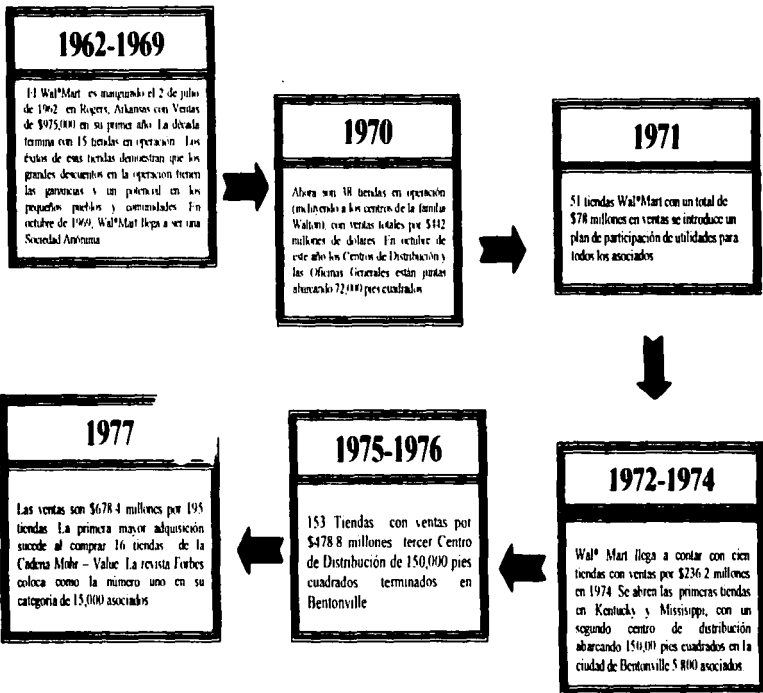 1962-1969
El Wal*Mart es inaugurado el 2 de julio
de 1962 en Rogers, Arkansas con Ventas
de $975,000 en su primer año La década
termina con 15 tiendas en operación Los
éxitos de esas tiendas demuestran que los
grandes descuentos en la operación tienen
las ganancias y un potencial en los
pequeños pueblos y comunidades En
octubre de 1969, Wal*Mart llega a ser una
Sociedad Anónima
1970
Ahora son 38 tiendas en operación
(incluyendo a los centros de la familia
Walton), con ventas totales por $442
millones de dólares En octubre de
este año los Centros de Distribución y
las Oficinas Generales están juntas
abarcando 72,000 pies cuadrados
1971
51 tiendas Wal*Mart con un total de
$78 millones en ventas se introduce un
plan de participación de utilidades para
todos los asociados
1972-1974
Wal* Mart llega a contar con cien
tiendas con ventas por $236.2 millones
en 1974 Se abren las primeras tiendas
en Kentucky y Missisippi, con un
segundo centro de distribución
abarcando 150,00 pies cuadrados en la
ciudad de Bentonville 5 800 asociados.
1975-1976
153 Tiendas con ventas por
$478.8 millones tercer Centro
de Distribución de 150,000 pies
cuadrados terminados en
Bentonville
1977
Las ventas son $678.4 millones por 195
tiendas La primera mayor adquisición
sucede al comprar 16 tiendas de la
Cadena Mohr – Value La revista Forbes
coloca como la número uno en su
categoria de 15,000 asociados